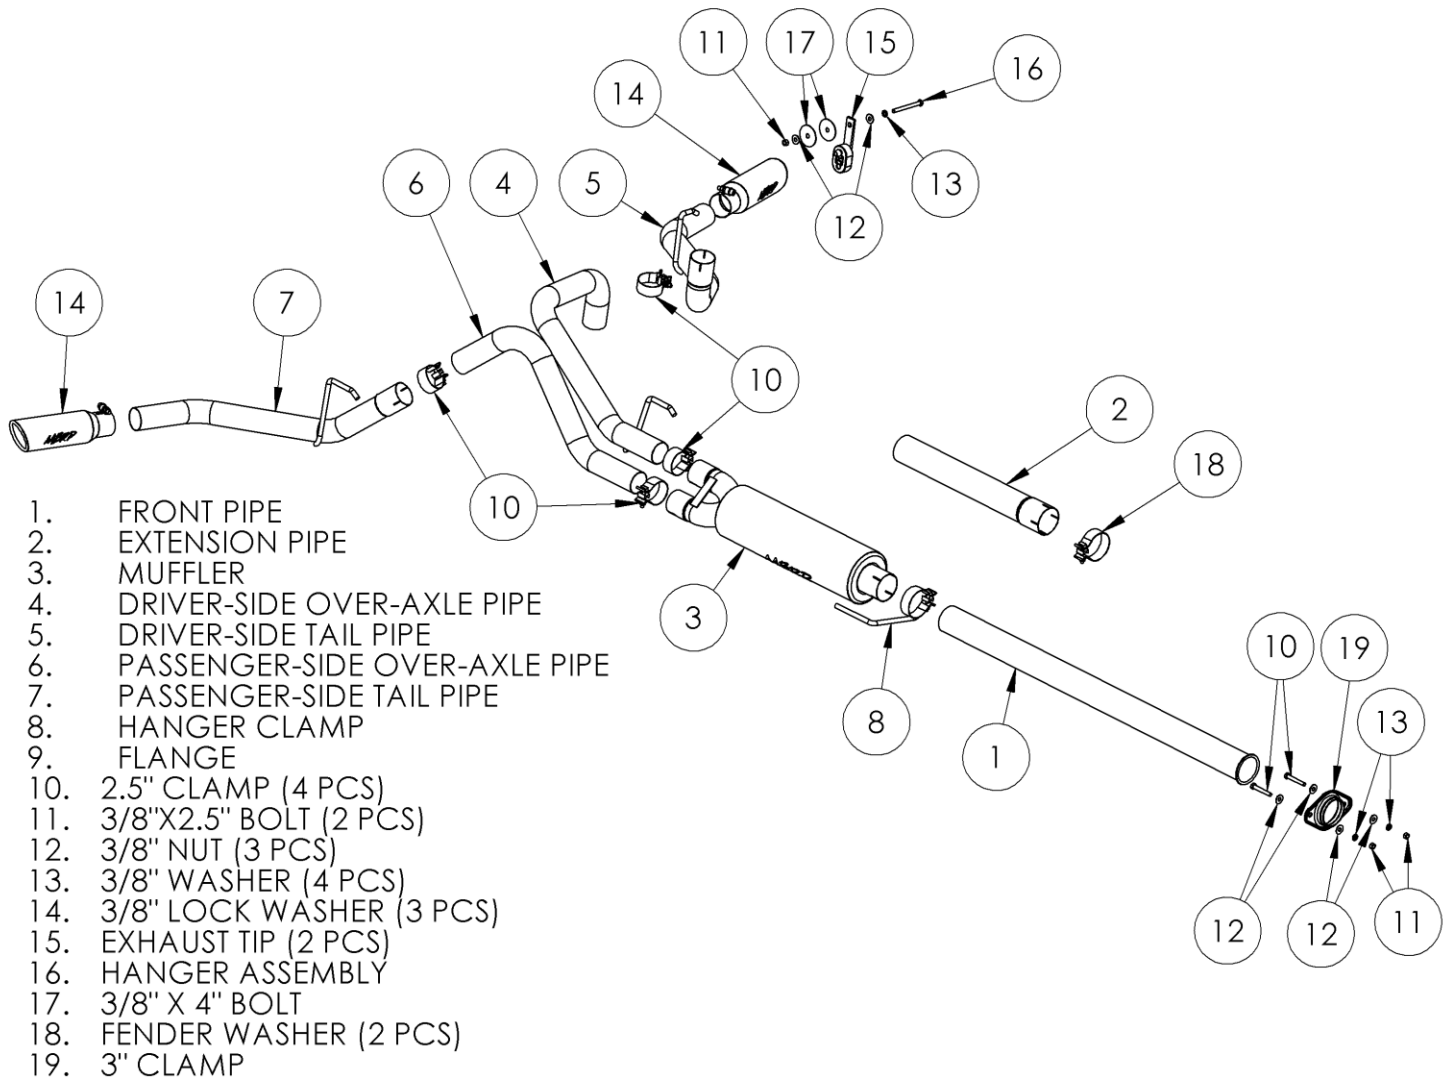 11
17
15
16
14
13
12
6
4
5
14
7
10
2
18
10
3
8
1
10
19
13
12
12
11
1. FRONT PIPE
2. EXTENSION PIPE
3. MUFFLER
4. DRIVER-SIDE OVER-AXLE PIPE
5. DRIVER-SIDE TAIL PIPE
6. PASSENGER-SIDE OVER-AXLE PIPE
7. PASSENGER-SIDE TAIL PIPE
8. HANGER CLAMP
9. FLANGE
10. 2.5" CLAMP (4 PCS)
11. 3/8"X2.5" BOLT (2 PCS)
12. 3/8" NUT (3 PCS)
13. 3/8" WASHER (4 PCS)
14. 3/8" LOCK WASHER (3 PCS)
15. EXHAUST TIP (2 PCS)
16. HANGER ASSEMBLY
17. 3/8" X 4" BOLT
18. FENDER WASHER (2 PCS)
19. 3" CLAMP